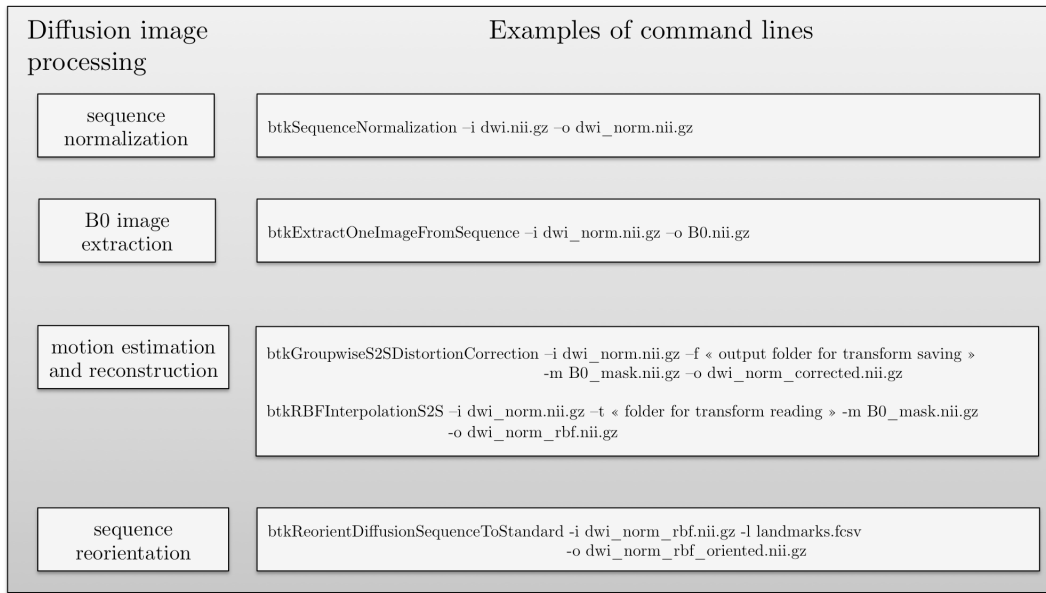 Diffusion image
processing
Examples of command lines
sequence
normalization
btkSequenceNormalization –i dwi.nii.gz –o dwi_norm.nii.gz
B0 image
extraction
btkExtractOneImageFromSequence –i dwi_norm.nii.gz –o B0.nii.gz
motion estimation
and reconstruction
btkGroupwiseS2SDistortionCorrection –i dwi_norm.nii.gz –f « output folder for transform saving »
-m B0_mask.nii.gz –o dwi_norm_corrected.nii.gz
btkRBFInterpolationS2S –i dwi_norm.nii.gz –t « folder for transform reading » -m B0_mask.nii.gz
-o dwi_norm_rbf.nii.gz
sequence
reorientation
btkReorientDiffusionSequenceToStandard -i dwi_norm_rbf.nii.gz -l landmarks.fcsv
-o dwi_norm_rbf_oriented.nii.gz